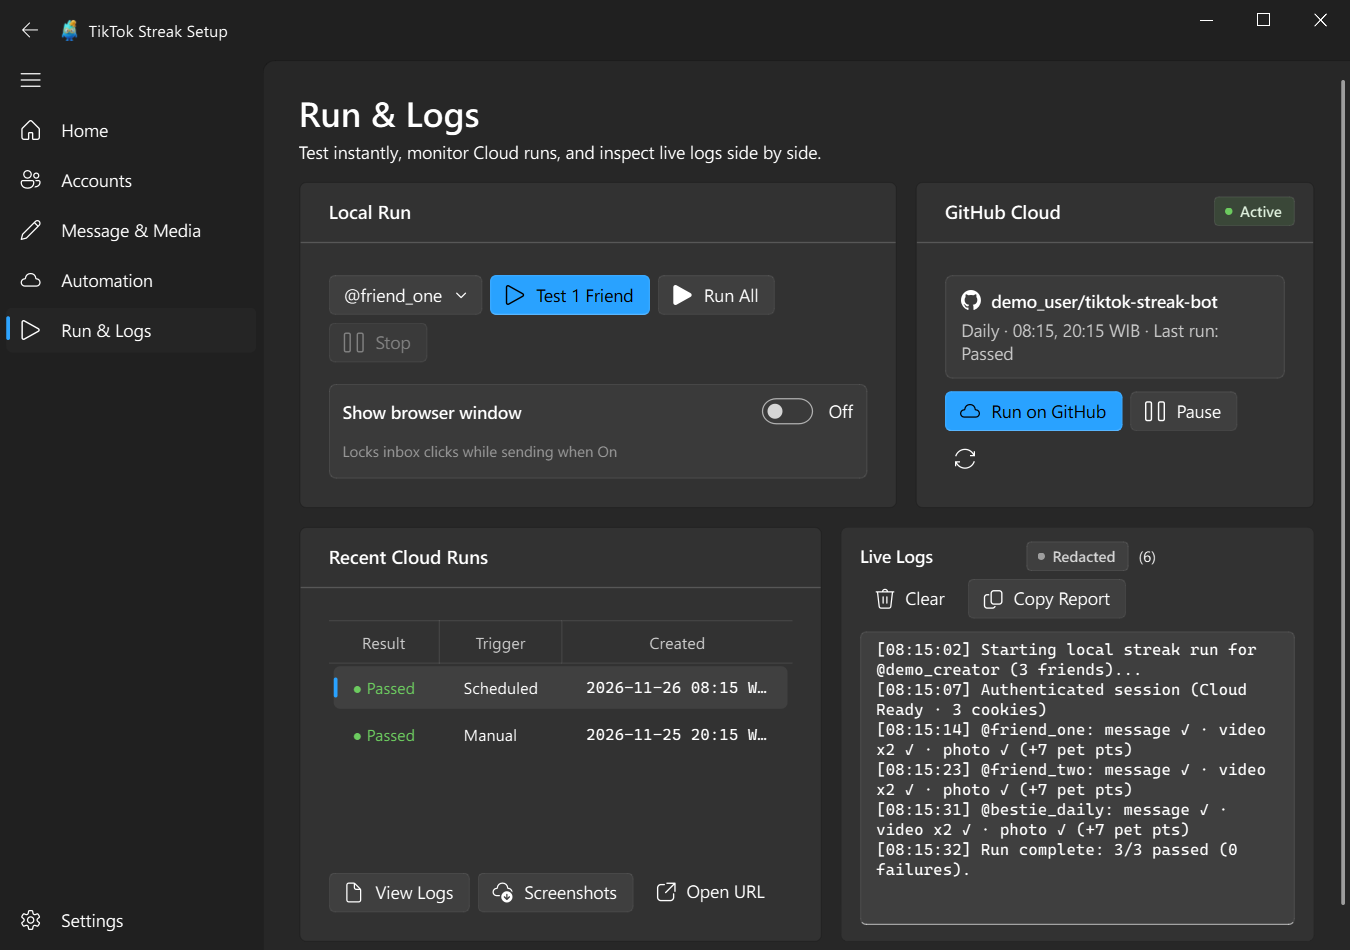 TikTok Streak Setup
Home
Accounts
Message & Media
Automation
Run & Logs
Settings
Run & Logs
Test instantly, monitor Cloud runs, and inspect live logs side by side.
Local Run
@friend_one
Test 1 Friend
Run All
Stop
Show browser window
Off
Locks inbox clicks while sending when On
GitHub Cloud
Active
demo_user/tiktok-streak-bot
Daily · 08:15, 20:15 WIB · Last run:
Passed
Run on GitHub
Pause
Recent Cloud Runs
Result Trigger Created
Passed Scheduled 2026-11-26 08:15 W…
Passed Manual 2026-11-25 20:15 W…
View Logs
Screenshots
Open URL
Live Logs
Redacted (6)
Clear
Copy Report
[08:15:02] Starting local streak run for
@demo_creator (3 friends)...
[08:15:07] Authenticated session (Cloud
Ready · 3 cookies)
[08:15:14] @friend_one: message ✓ · video
x2 ✓ · photo ✓ (+7 pet pts)
[08:15:23] @friend_two: message ✓ · video
x2 ✓ · photo ✓ (+7 pet pts)
[08:15:31] @bestie_daily: message ✓ ·
video x2 ✓ · photo ✓ (+7 pet pts)
[08:15:32] Run complete: 3/3 passed (0
failures).